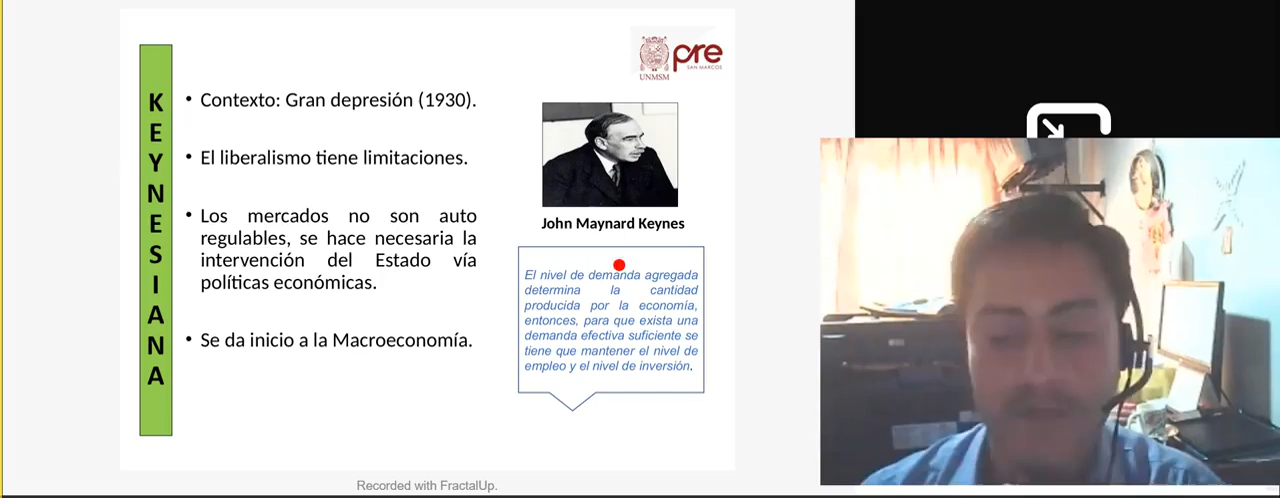 UNMSM
pre
SAN MARCOS
KEYNESIANA
• Contexto: Gran depresión (1930).
• El liberalismo tiene limitaciones.
• Los mercados no son auto
regulables, se hace necesaria la
intervención del Estado vía
políticas económicas.
• Se da inicio a la Macroeconomía.
John Maynard Keynes
El nivel de demanda agregada
determina la cantidad
producida por la economía,
entonces, para que exista una
demanda efectiva suficiente se
tiene que mantener el nivel de
empleo y el nivel de inversión.
Recorded with FractalUp.